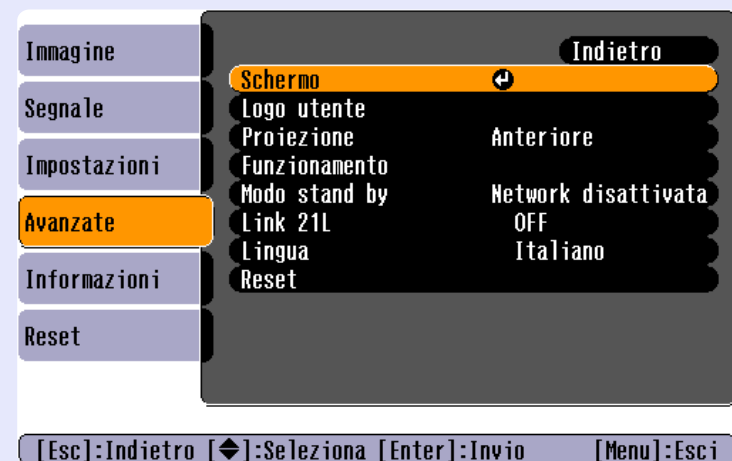 Immagine
Segnale
Impostazioni
Avanzate
Informazioni
Reset
Indietro
Schermo
Logo utente
Proiezione Anteriore
Funzionamento
Modo stand by Network disattivata
Link 21L OFF
Lingua Italiano
Reset
[Esc]:Indietro [◆]:Seleziona [Enter]:Invio [Menu]:Esci